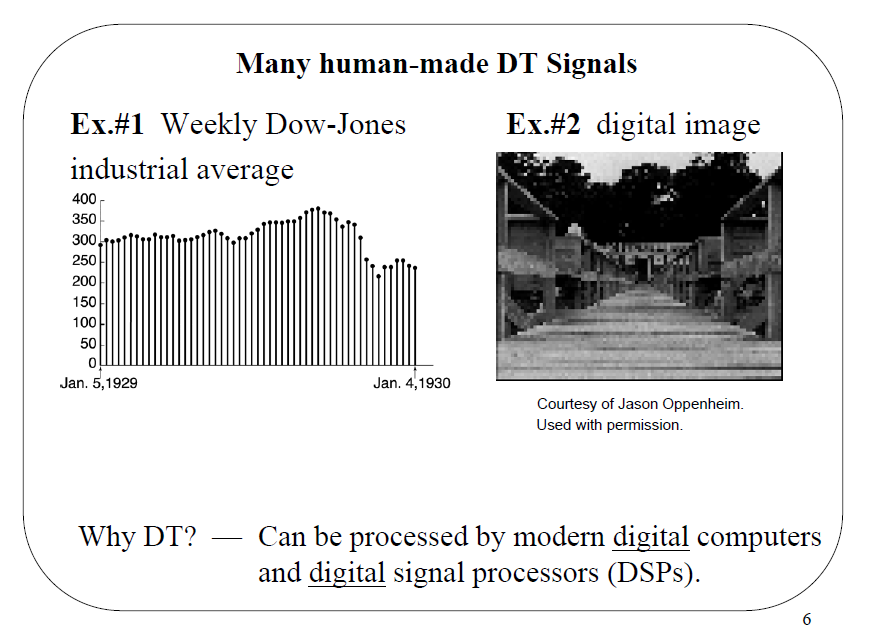 Many human-made DT Signals
Ex.#1 Weekly Dow-Jones
industrial average
400
350
300
250
200
150
100
50
0
Jan. 5,1929
Jan. 4,1930
Ex.#2 digital image
Courtesy of Jason Oppenheim.
Used with permission.
Why DT? — Can be processed by modern digital computers
and digital signal processors (DSPs).
6